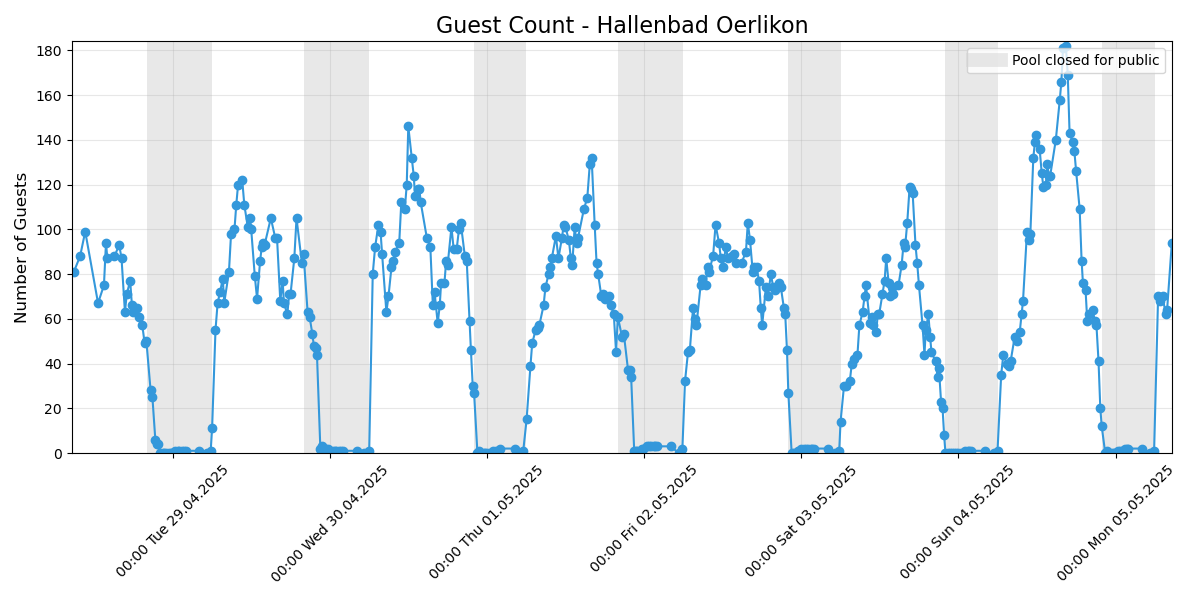 Guest Count - Hallenbad Oerlikon
Pool closed for public
Number of Guests
180
160
140
120
100
80
60
40
20
0
00:00 Tue 29.04.2025
00:00 Wed 30.04.2025
00:00 Thu 01.05.2025
00:00 Fri 02.05.2025
00:00 Sat 03.05.2025
00:00 Sun 04.05.2025
00:00 Mon 05.05.2025